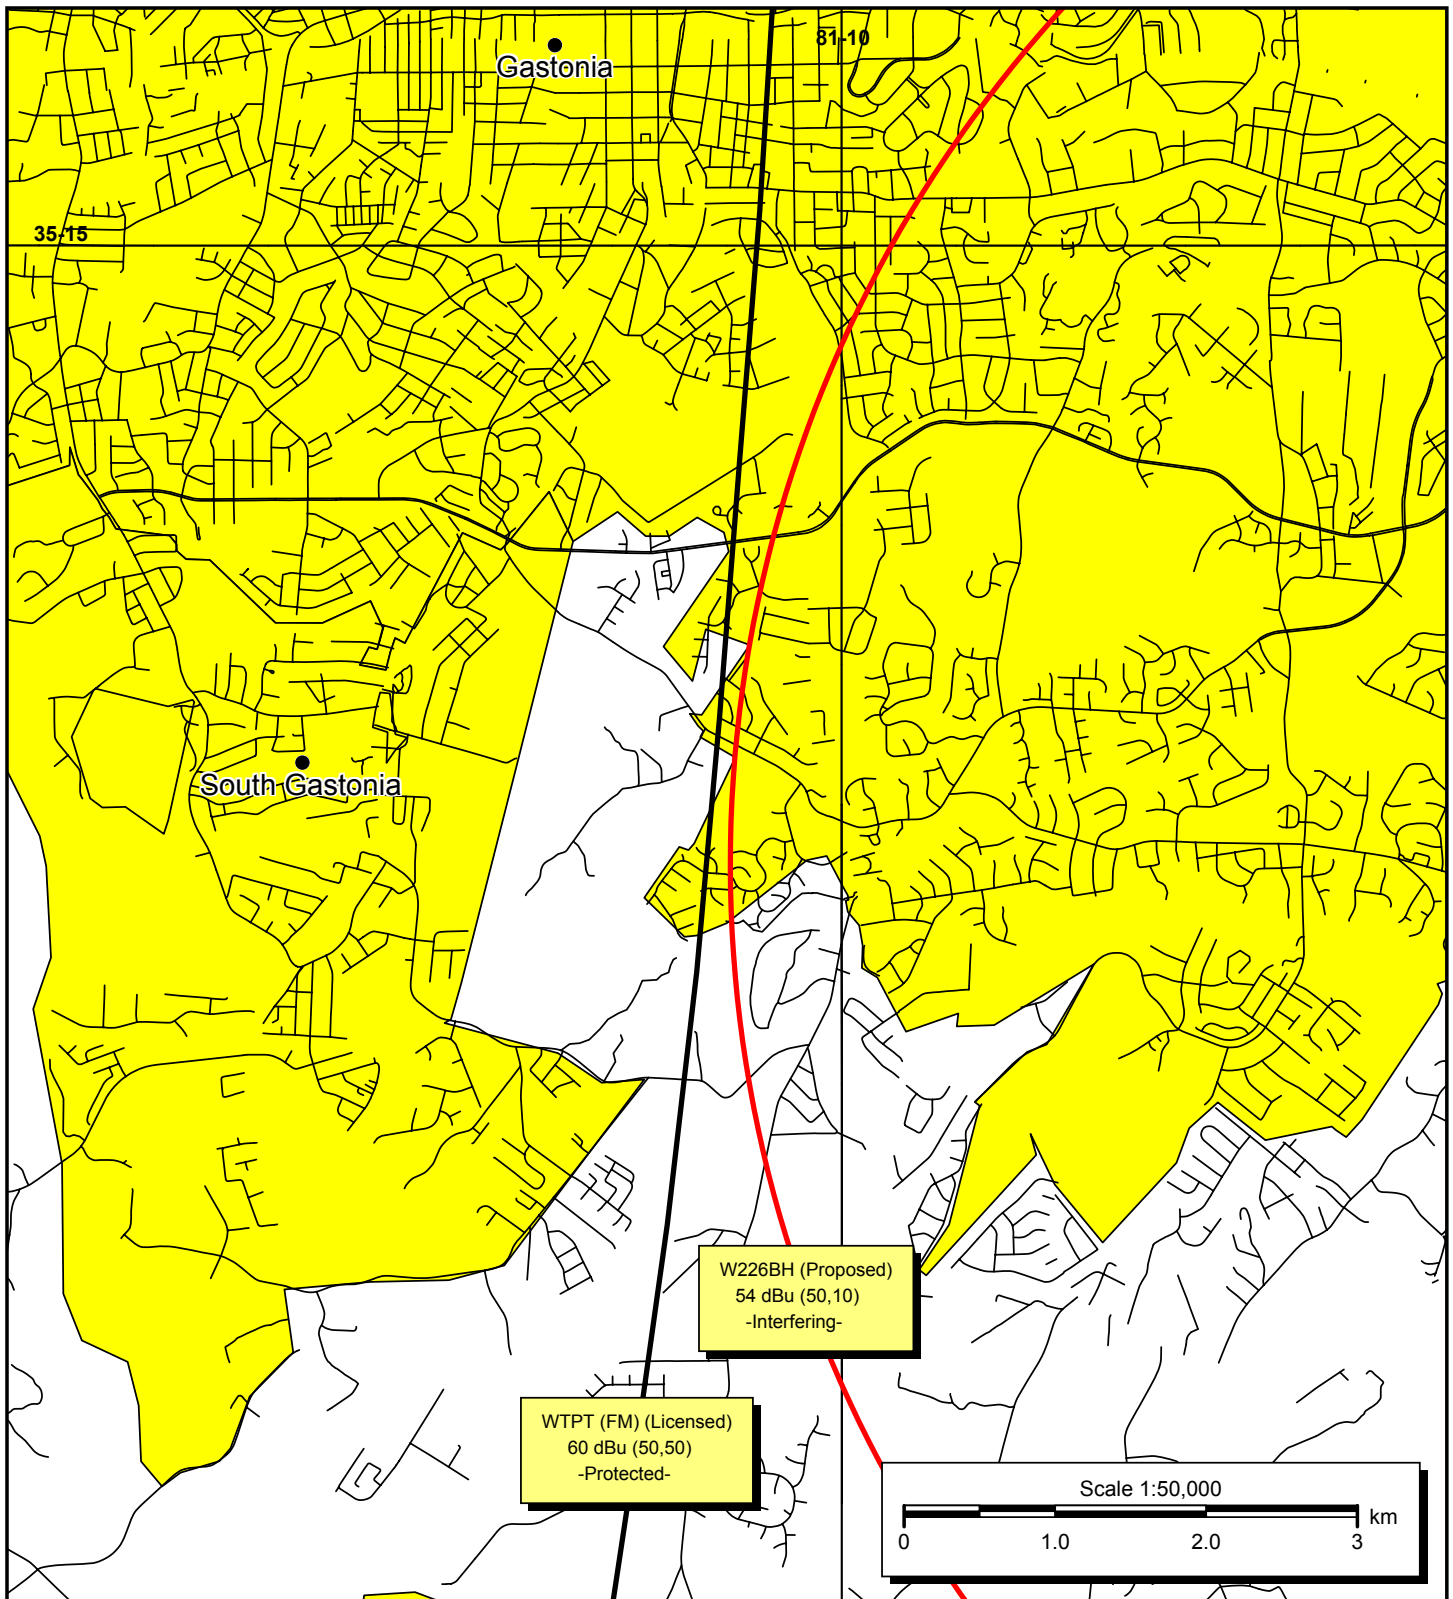 81-10
Gastonia
35-15
South Gastonia
W226BH (Proposed)
54 dBu (50,10)
-Interfering-
WTPT (FM) (Licensed)
60 dBu (50,50)
-Protected-
Scale 1:50,000
km
0 1.0 2.0 3